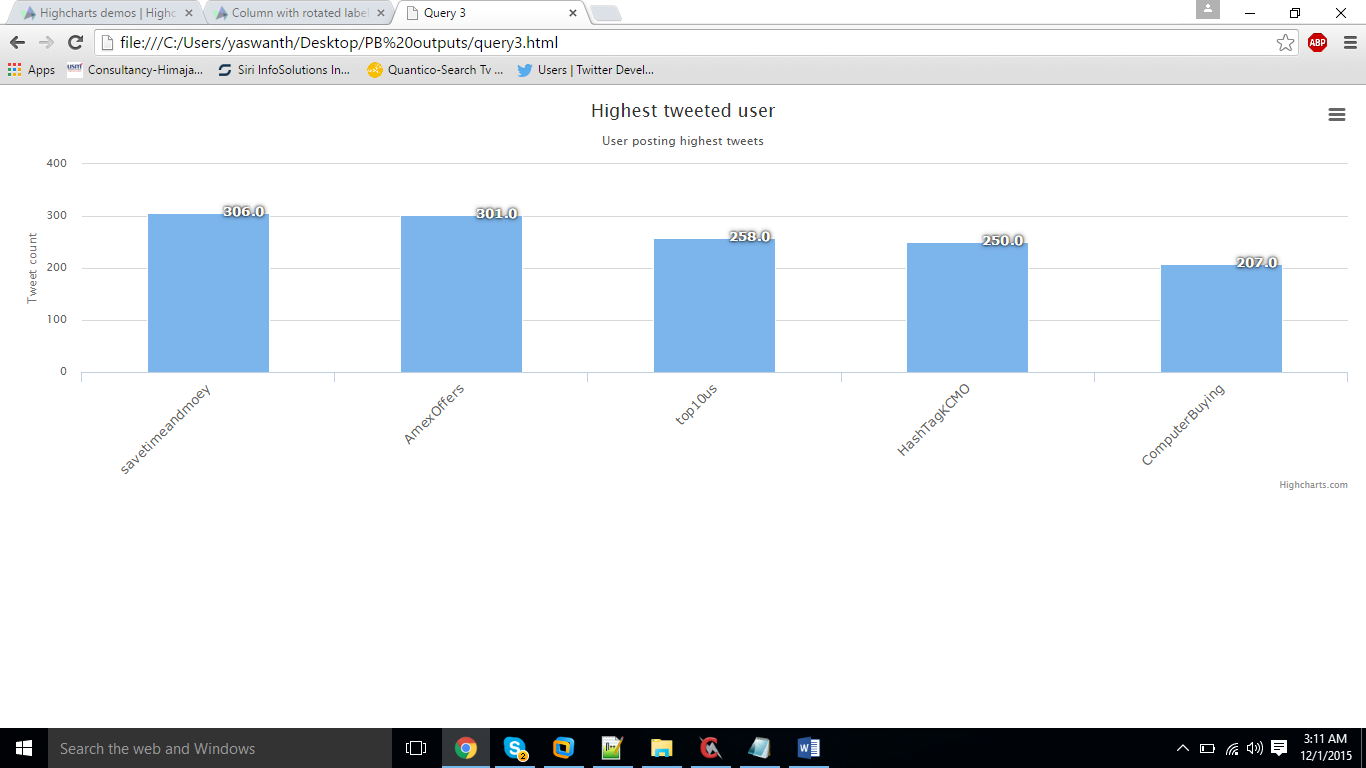 Highcharts demos | Highc
Column with rotated label
Query 3
file:///C:/Users/yaswanth/Desktop/PB%20outputs/query3.html
ABP
Apps
usmf
Consultancy-Himaja...
Siri InfoSolutions In...
Quantico-Search Tv ...
Users | Twitter Devel...
Highest tweeted user
User posting highest tweets
Tweet count
400
300
200
100
0
306.0
301.0
258.0
250.0
207.0
savetimeandmoey
AmexOffers
top10us
HashTagKCMO
ComputerBuying
Highcharts.com
Search the web and Windows
2
3:11 AM
12/1/2015